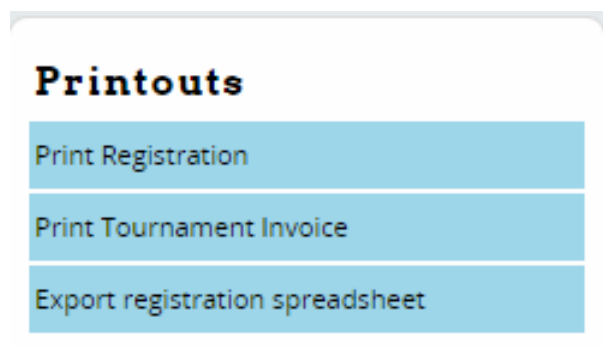 Printouts
Print Registration
Print Tournament Invoice
Export registration spreadsheet